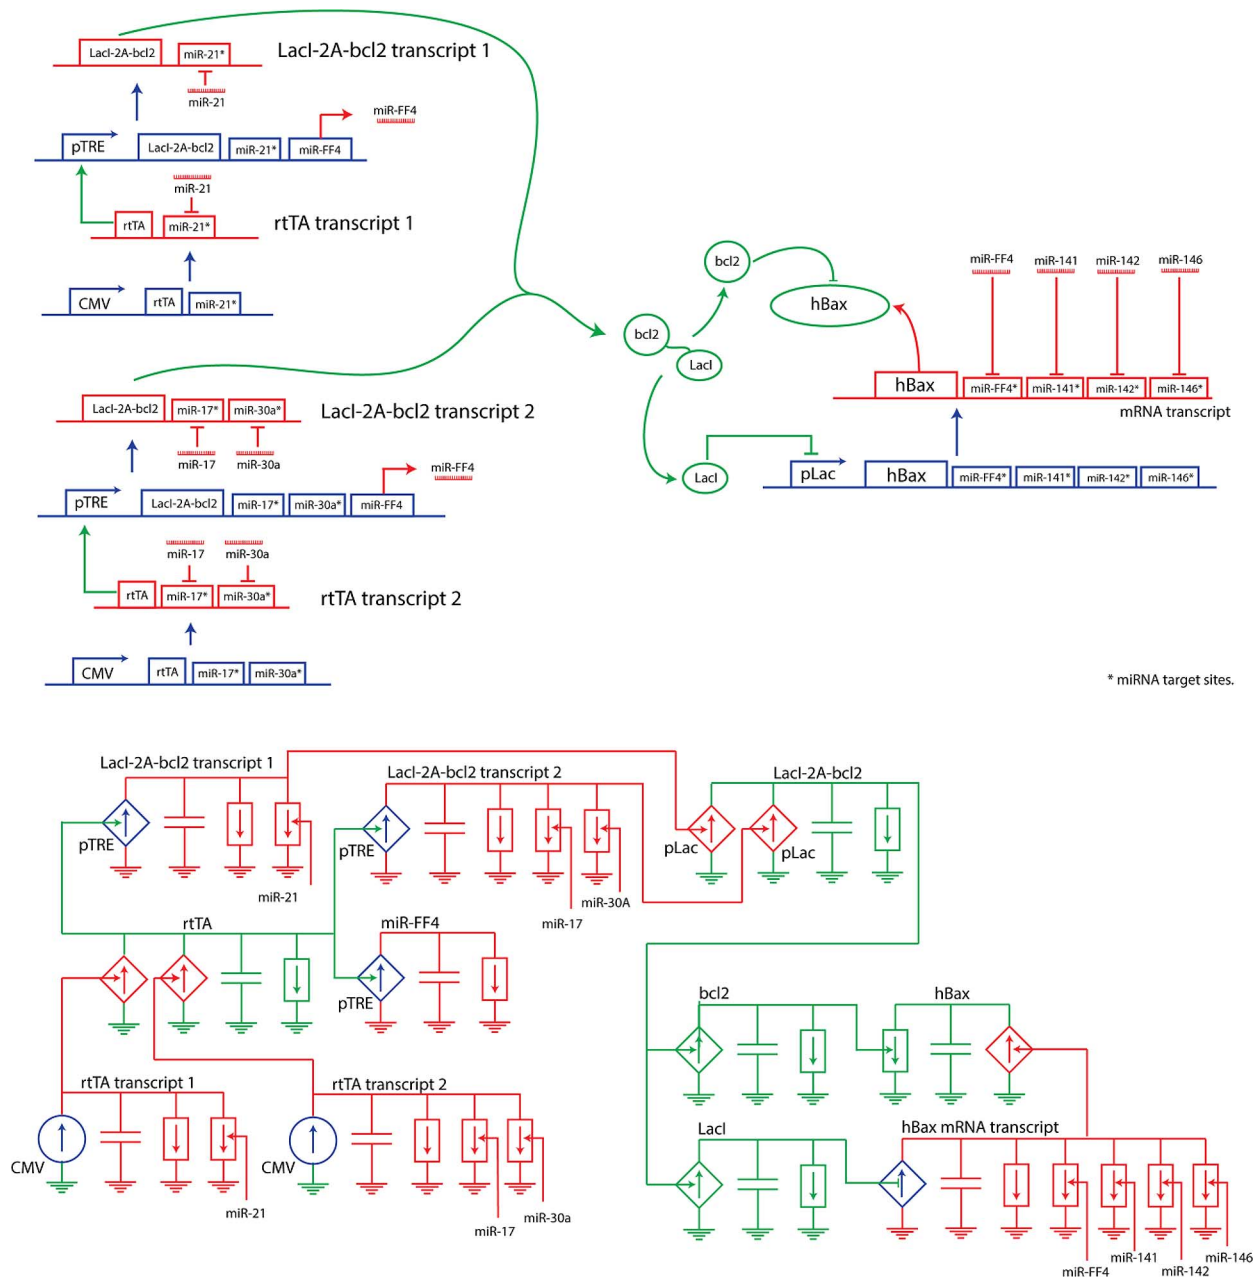 LacI-2A-bcl2 miR-21* LacI-2A-bcl2 transcript 1
miR-21
miR-FF4
pTRE LacI-2A-bcl2 miR-21* miR-FF4
miR-21
rtTA miR-21* rtTA transcript 1
CMV rtTA miR-21*
LacI-2A-bcl2 miR-17* miR-30a* LacI-2A-bcl2 transcript 2
miR-17 miR-30a
miR-FF4
pTRE LacI-2A-bcl2 miR-17* miR-30a* miR-FF4
miR-17 miR-30a
rtTA miR-17* miR-30a* rtTA transcript 2
CMV rtTA miR-17* miR-30a*
bcl2
hBax
bcl2
LacI
LacI
miR-FF4 miR-141 miR-142 miR-146
hBax miR-FF4* miR-141* miR-142* miR-146*
mRNA transcript
pLac hBax miR-FF4* miR-141* miR-142* miR-146*
* miRNA target sites.
LacI-2A-bcl2 transcript 1
pTRE
miR-21
LacI-2A-bcl2 transcript 2
pTRE
miR-17
miR-30A
LacI-2A-bcl2
pLac
pLac
rtTA
miR-FF4
pTRE
rtTA transcript 1
CMV
miR-21
rtTA transcript 2
CMV
miR-17
miR-30a
bcl2
hBax
LacI
hBax mRNA transcript
miR-FF4
miR-141
miR-142
miR-146